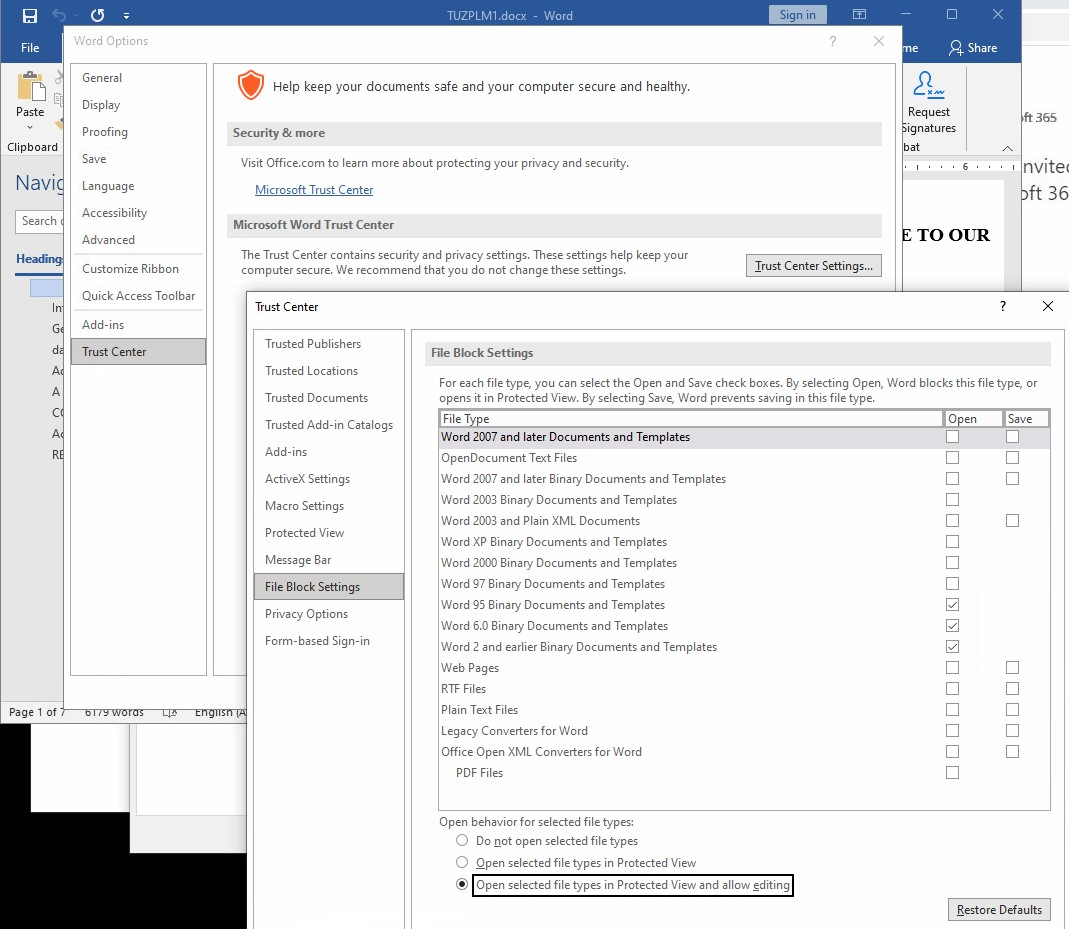 TUZPLM1.docx - Word
Sign in
File
me
Share
Word Options
?
Paste
Clipboard
Request
Signatures
bat
6
oft 365
nvited
oft 36
Navig
Search
Headings
E TO OUR
General
Display
Proofing
Save
Language
Accessibility
Advanced
Customize Ribbon
Quick Access Toolbar
Add-ins
Trust Center
Help keep your documents safe and your computer secure and healthy.
Security & more
Visit Office.com to learn more about protecting your privacy and security.
Microsoft Trust Center
Microsoft Word Trust Center
The Trust Center contains security and privacy settings. These settings help keep your
computer secure. We recommend that you do not change these settings.
Trust Center Settings...
In
Ge
da
Ac
A
CO
Ac
RE
Page 1 of 7 6179 words English (A
Trust Center
?
Trusted Publishers
Trusted Locations
Trusted Documents
Trusted Add-in Catalogs
Add-ins
ActiveX Settings
Macro Settings
Protected View
Message Bar
File Block Settings
Privacy Options
Form-based Sign-in
File Block Settings
For each file type, you can select the Open and Save check boxes. By selecting Open, Word blocks this file type, or
opens it in Protected View. By selecting Save, Word prevents saving in this file type.
File Type Open Save
Word 2007 and later Documents and Templates
OpenDocument Text Files
Word 2007 and later Binary Documents and Templates
Word 2003 Binary Documents and Templates
Word 2003 and Plain XML Documents
Word XP Binary Documents and Templates
Word 2000 Binary Documents and Templates
Word 97 Binary Documents and Templates
Word 95 Binary Documents and Templates
Word 6.0 Binary Documents and Templates
Word 2 and earlier Binary Documents and Templates
Web Pages
RTF Files
Plain Text Files
Legacy Converters for Word
Office Open XML Converters for Word
PDF Files
Open behavior for selected file types:
Do not open selected file types
Open selected file types in Protected View
Open selected file types in Protected View and allow editing
Restore Defaults